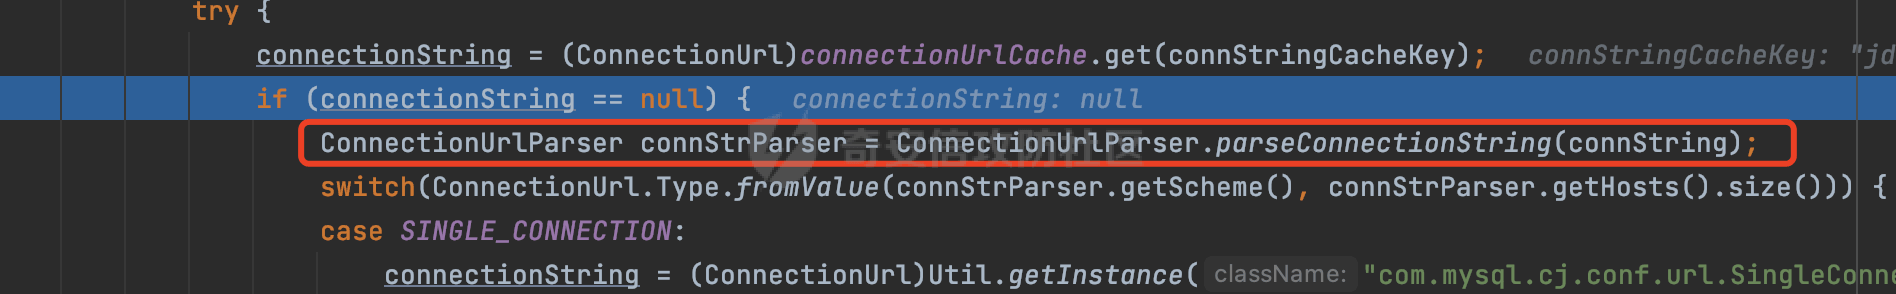 try {
connectionString = (ConnectionUrl)connectionUrlCache.get(connStringCacheKey); connStringCacheKey: "jd
if (connectionString == null) { connectionString: null
ConnectionUrlParser connStrParser = ConnectionUrlParser.parseConnectionString(connString);
奇安信攻防社区
switch(ConnectionUrl.Type.fromValue(connStrParser.getScheme(), connStrParser.getHosts().size())) {
case SINGLE_CONNECTION:
connectionString = (ConnectionUrl)Util.getInstance( className: "com.mysql.cj.conf.url.SingleConne